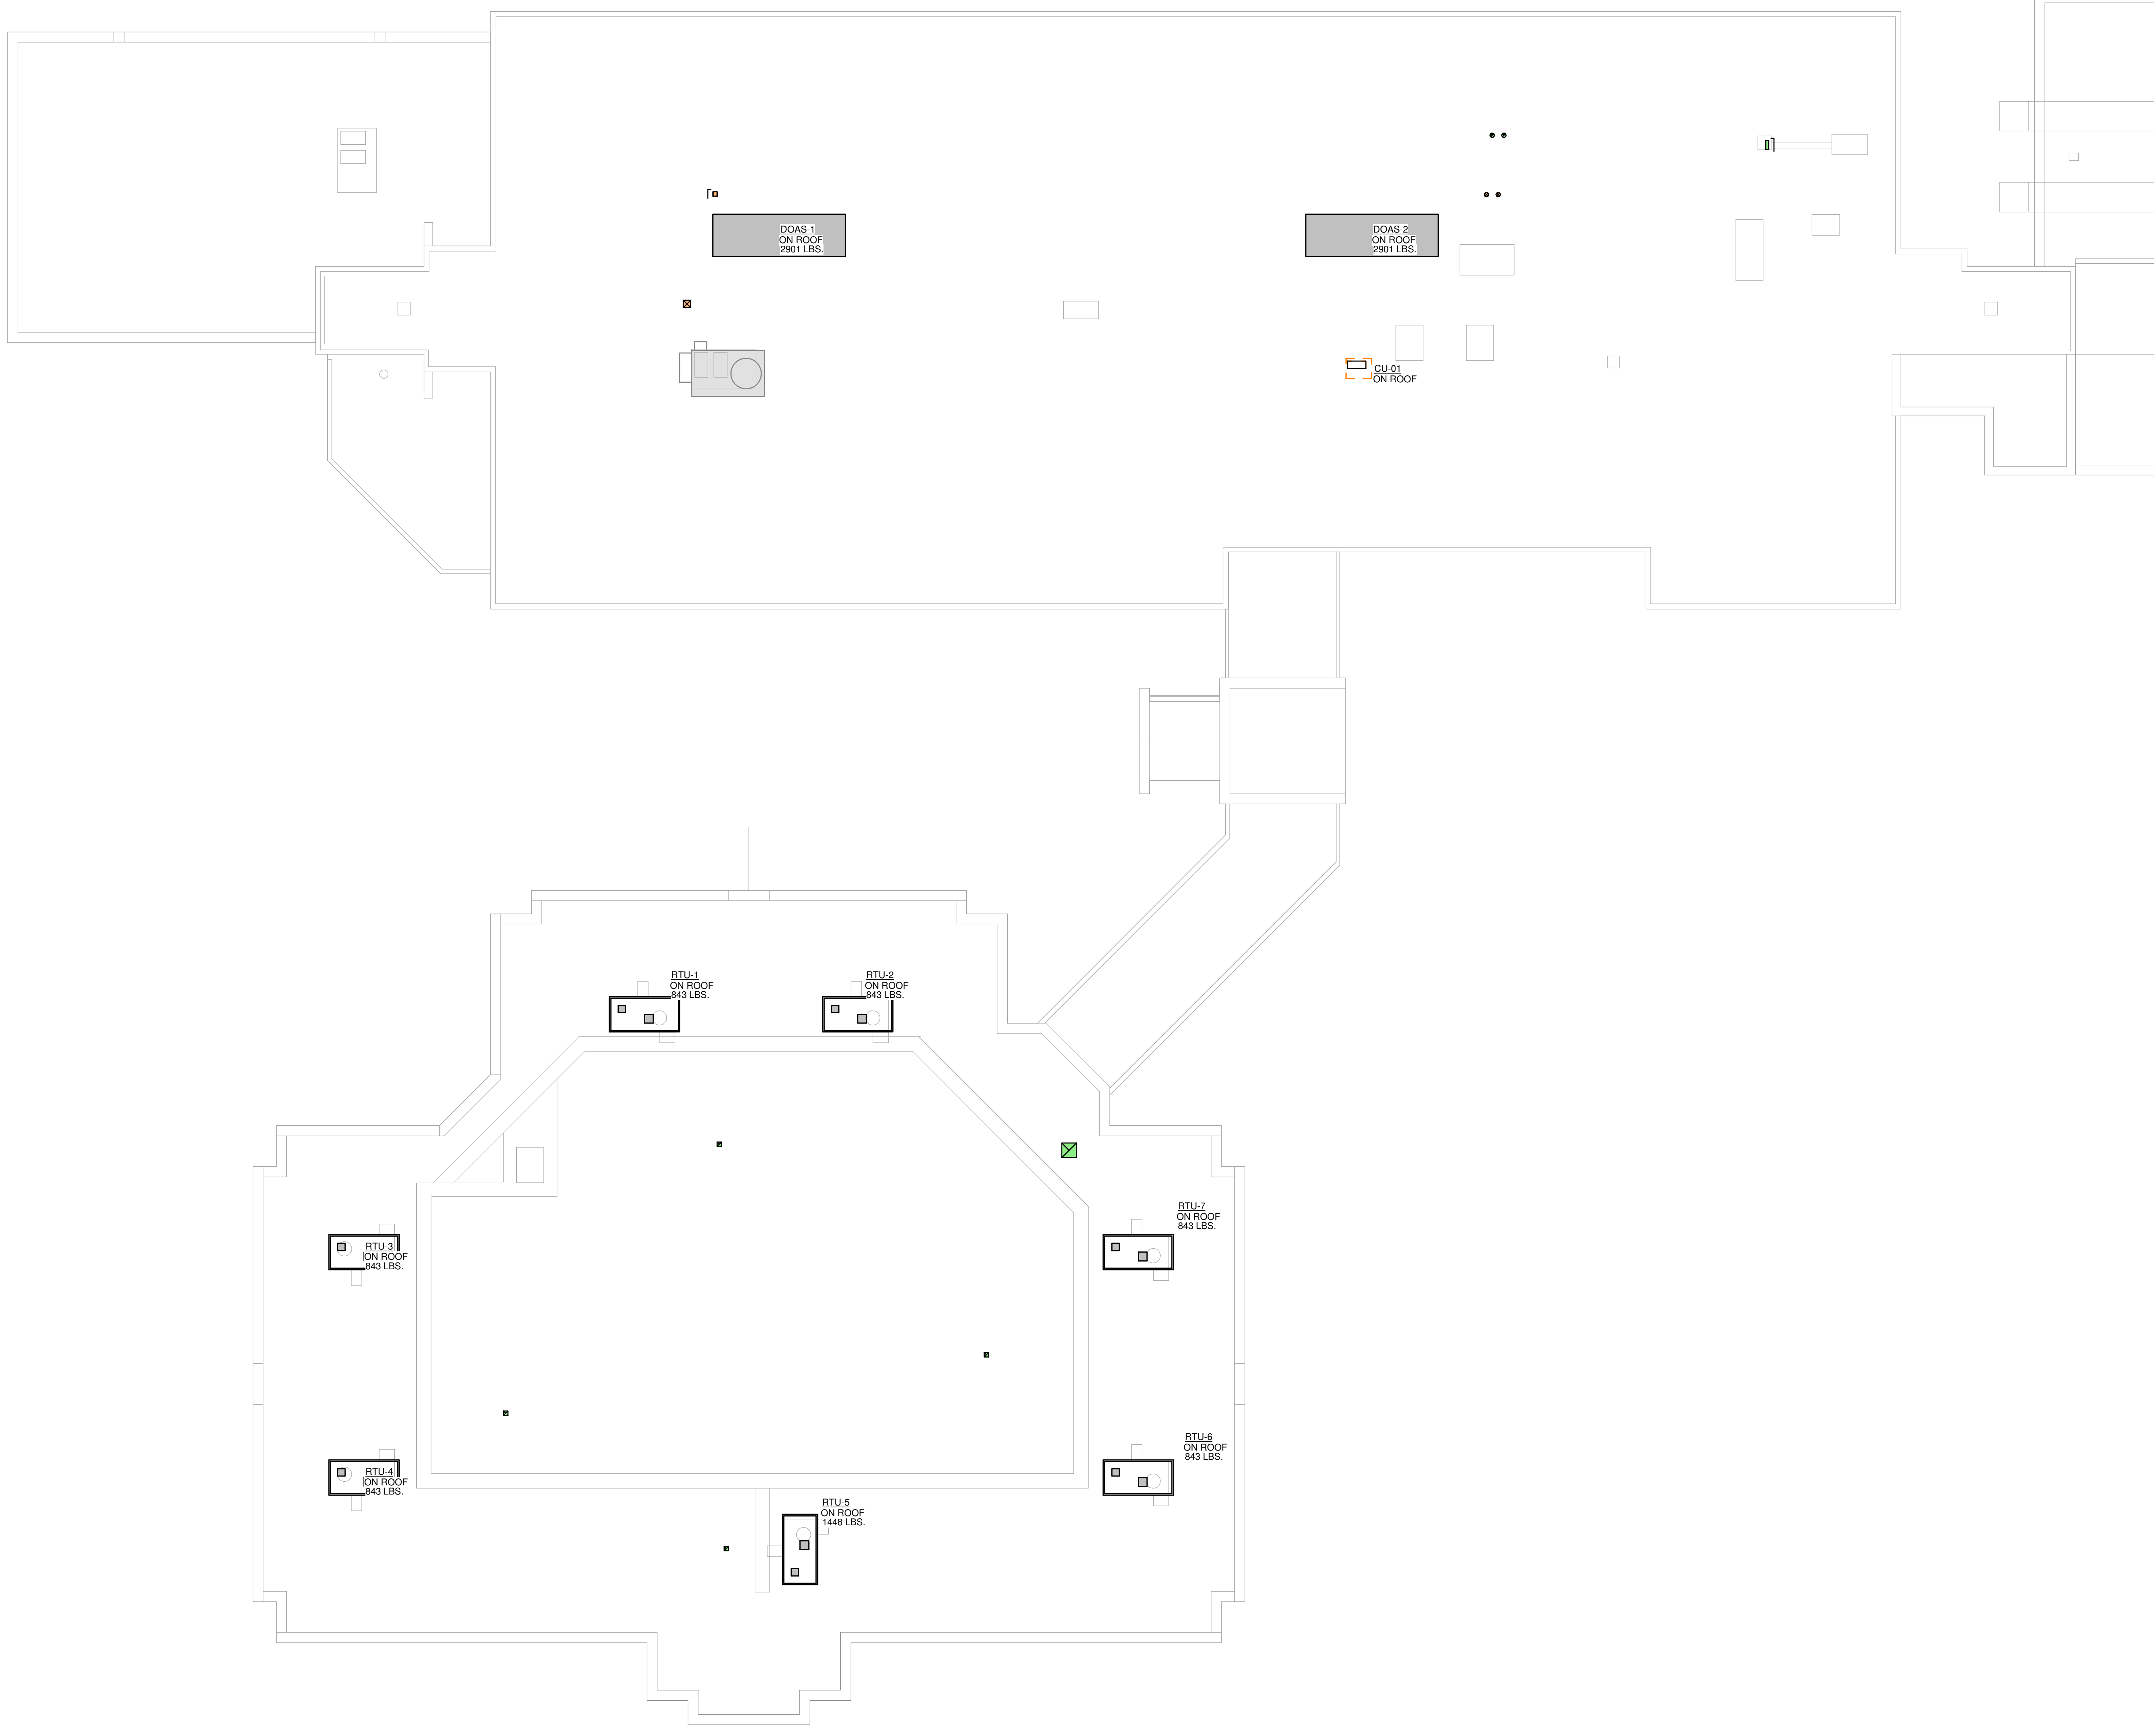 DOAS-1
ON ROOF
2901 LBS.
DOAS-2
ON ROOF
2901 LBS.
CU-01
ON ROOF
RTU-1
ON ROOF
843 LBS.
RTU-2
ON ROOF
843 LBS.
RTU-7
ON ROOF
843 LBS.
RTU-3
ON ROOF
843 LBS.
RTU-6
ON ROOF
843 LBS.
RTU-4
ON ROOF
843 LBS.
RTU-5
ON ROOF
1448 LBS.